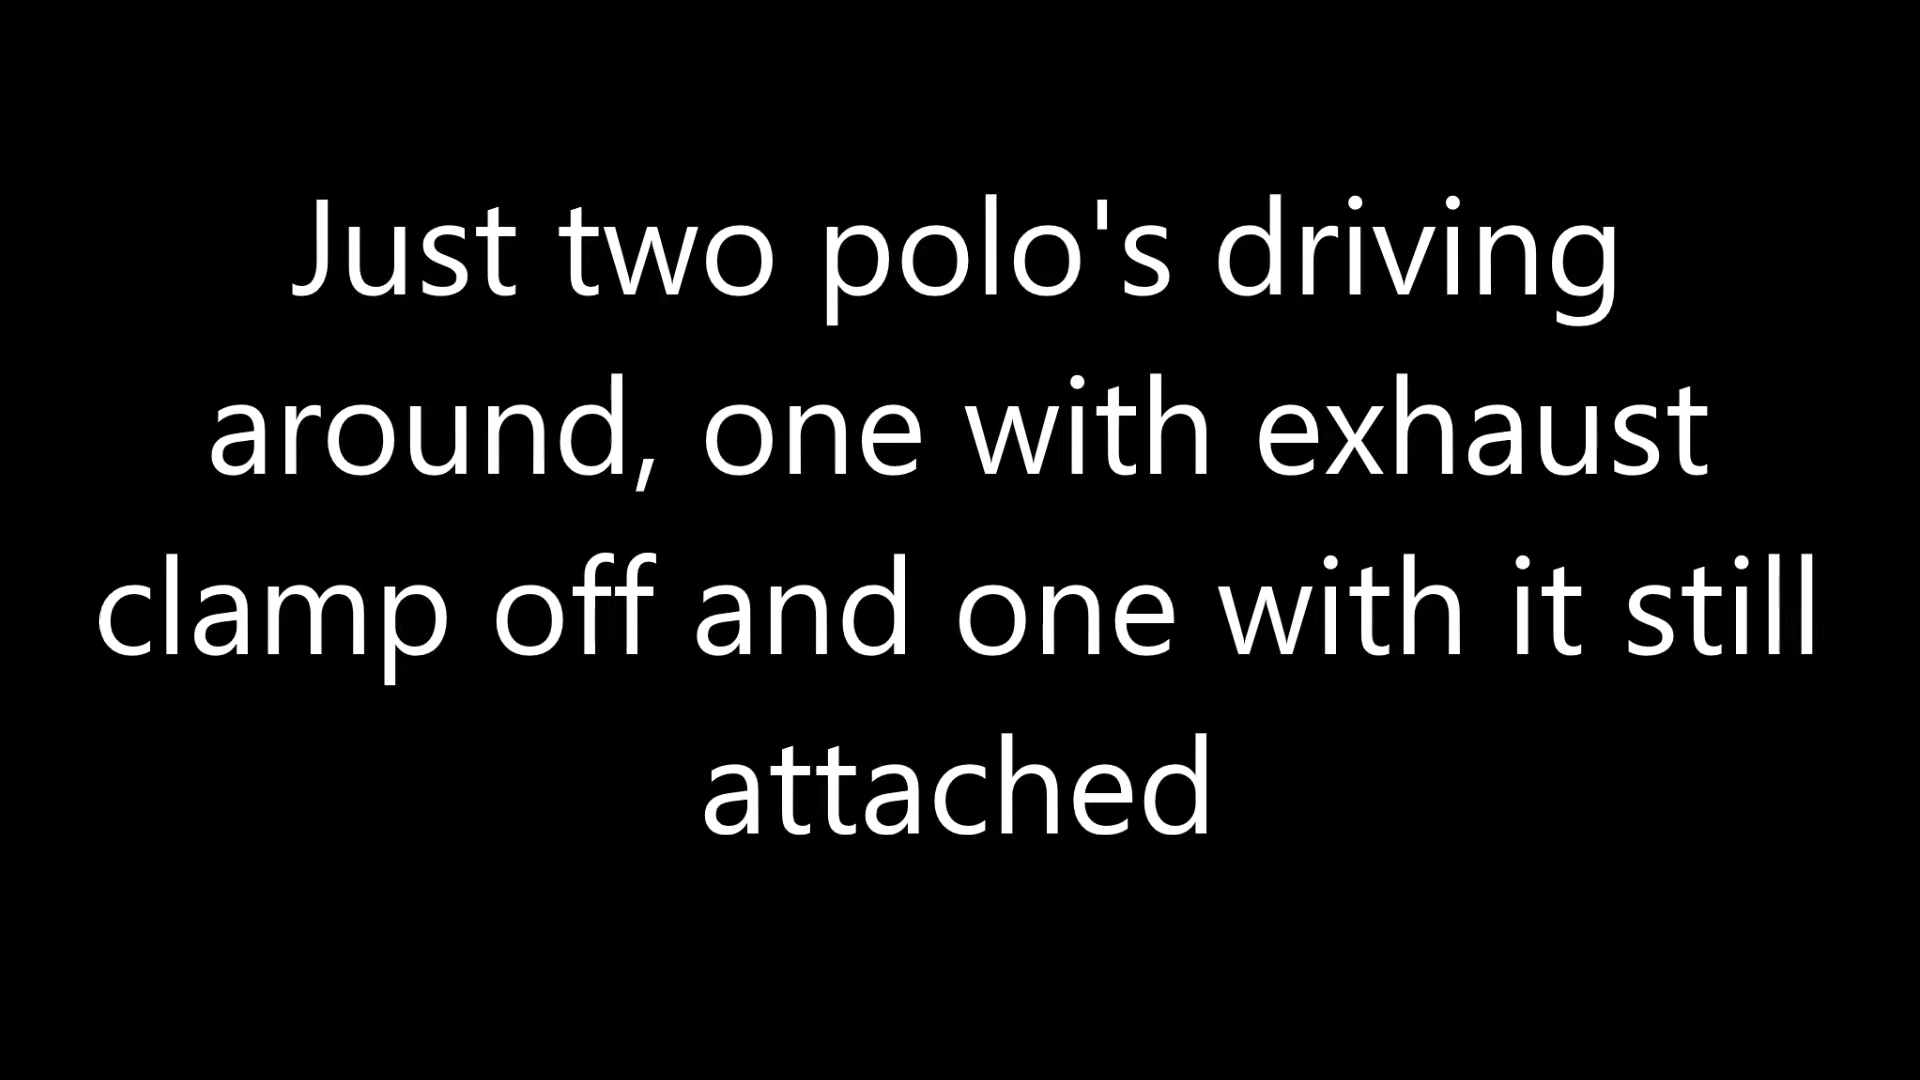 Just two polo's driving
around, one with exhaust
clamp off and one with it still
attached